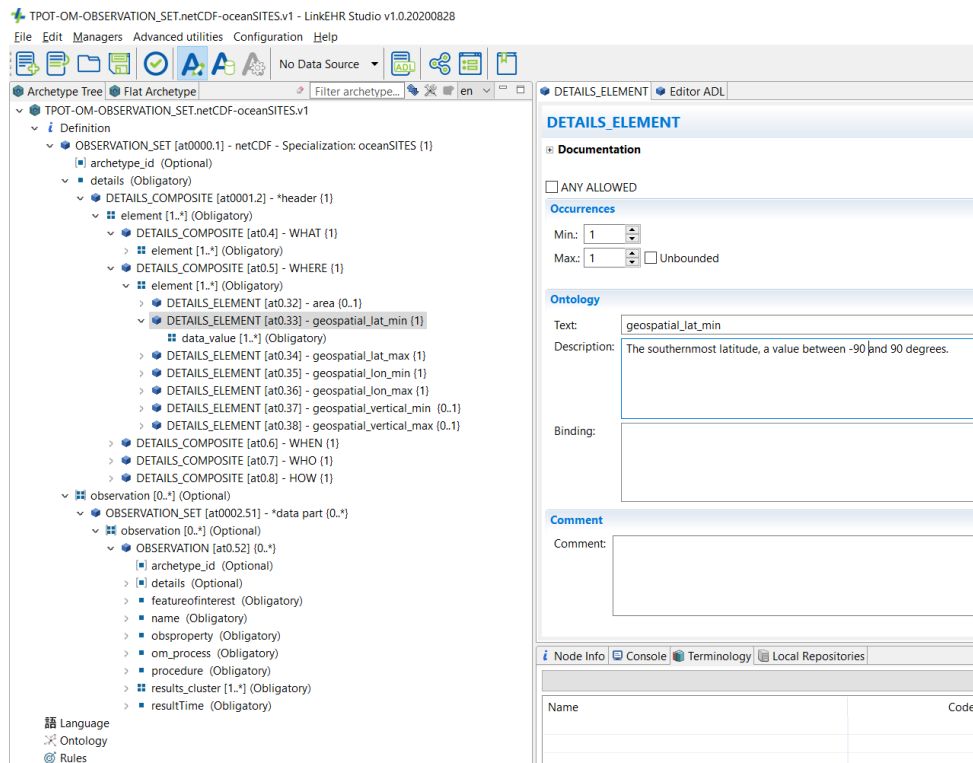 TPOT-OM-OBSERVATION_SET.netCDF-oceanSITES.v1 - LinkEHR Studio v1.0.20200828
File Edit Managers Advanced utilities Configuration Help
ADL
No Data Source
Archetype Tree
Flat Archetype
Filter archetype...
en
TPOT-OM-OBSERVATION_SET.netCDF-oceanSITES.v1
Definition
OBSERVATION_SET [at0000.1] - netCDF - Specialization: oceanSITES {1}
archetype_id (Optional)
details (Obligatory)
DETAILS_COMPOSITE [at0001.2] - *header {1}
element [1..*] (Obligatory)
DETAILS_COMPOSITE [at0.4] - WHAT {1}
element [1..*] (Obligatory)
DETAILS_COMPOSITE [at0.5] - WHERE {1}
element [1..*] (Obligatory)
DETAILS_ELEMENT [at0.32] - area {0..1}
DETAILS_ELEMENT [at0.33] - geospatial_lat_min {1}
data_value [1..*] (Obligatory)
DETAILS_ELEMENT [at0.34] - geospatial_lat_max {1}
DETAILS_ELEMENT [at0.35] - geospatial_lon_min {1}
DETAILS_ELEMENT [at0.36] - geospatial_lon_max {1}
DETAILS_ELEMENT [at0.37] - geospatial_vertical_min {0..1}
DETAILS_ELEMENT [at0.38] - geospatial_vertical_max {0..1}
DETAILS_COMPOSITE [at0.6] - WHEN {1}
DETAILS_COMPOSITE [at0.7] - WHO {1}
DETAILS_COMPOSITE [at0.8] - HOW {1}
observation [0..*] (Optional)
OBSERVATION_SET [at0002.51] - *data part {0..*}
observation [0..*] (Optional)
OBSERVATION [at0.52] {0..*}
archetype_id (Optional)
details (Optional)
featureofinterest (Obligatory)
name (Obligatory)
obsproperty (Obligatory)
om_process (Obligatory)
procedure (Obligatory)
results_cluster [1..*] (Obligatory)
resultTime (Obligatory)
語 Language
Ontology
Rules
DETAILS_ELEMENT
Editor ADL
DETAILS_ELEMENT
Documentation
ANY ALLOWED
Occurrences
Min.: 1
Max.: 1 Unbounded
Ontology
Text: geospatial_lat_min
Description: The southernmost latitude, a value between -90 and 90 degrees.
Binding:
Comment
Comment:
Node Info
Console
Terminology
Local Repositories
Name Code